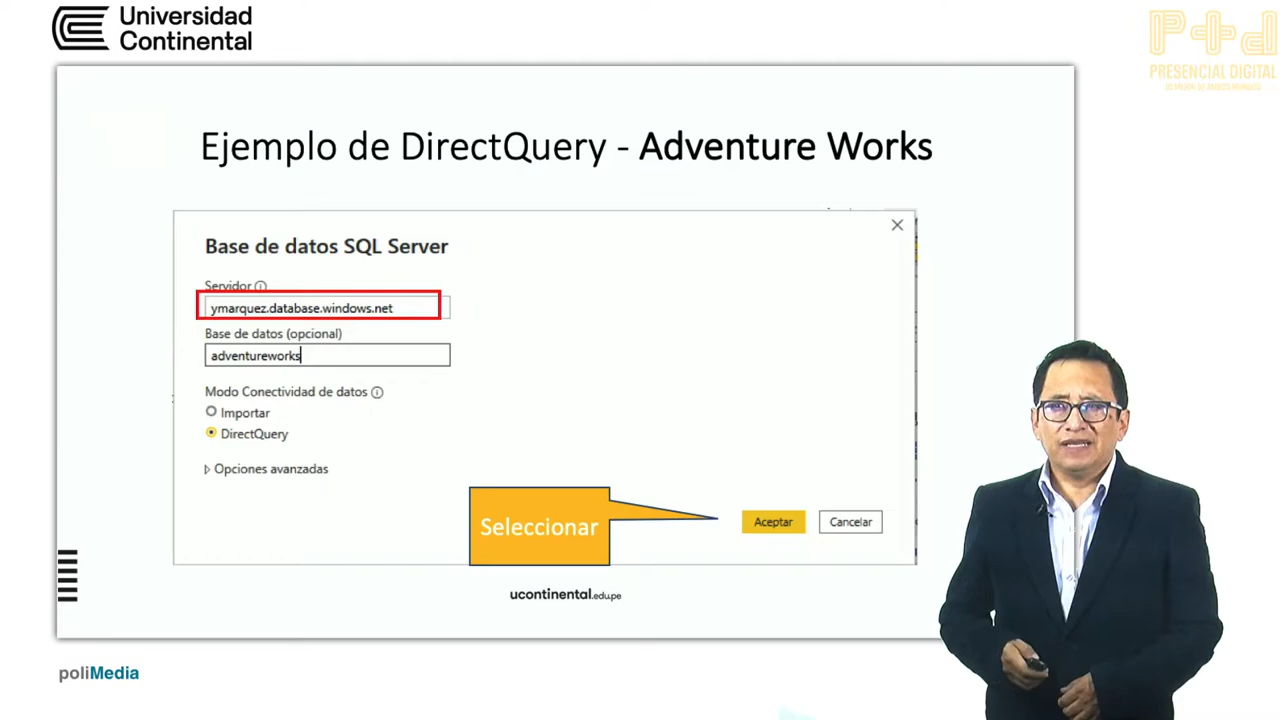 Universidad
Continental
P+d
PRESENCIAL DIGITAL
Ejemplo de DirectQuery - Adventure Works
Base de datos SQL Server
Servidor
ymarquez.database.windows.net
Base de datos (opcional)
adventureworks
Modo Conectividad de datos
Importar
DirectQuery
Opciones avanzadas
Seleccionar
Aceptar
Cancelar
ucontinental.edu.pe
poliMedia